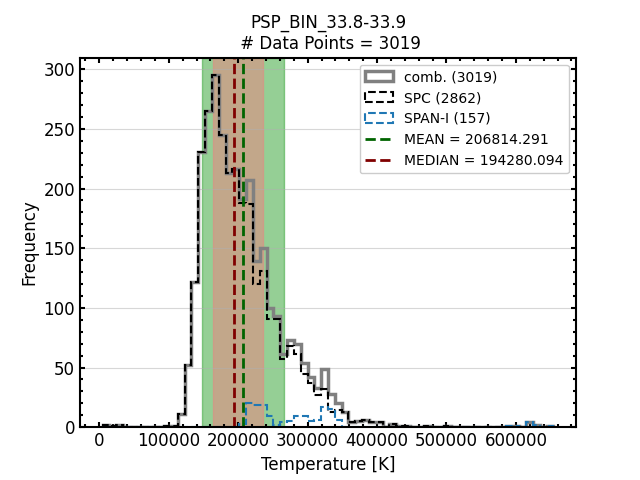 PSP_BIN_33.8-33.9
# Data Points = 3019
comb. (3019)
SPC (2862)
SPAN-I (157)
MEAN = 206814.291
MEDIAN = 194280.094
Frequency
300
250
200
150
100
50
0
0 100000 200000 300000 400000 500000 600000
Temperature [K]